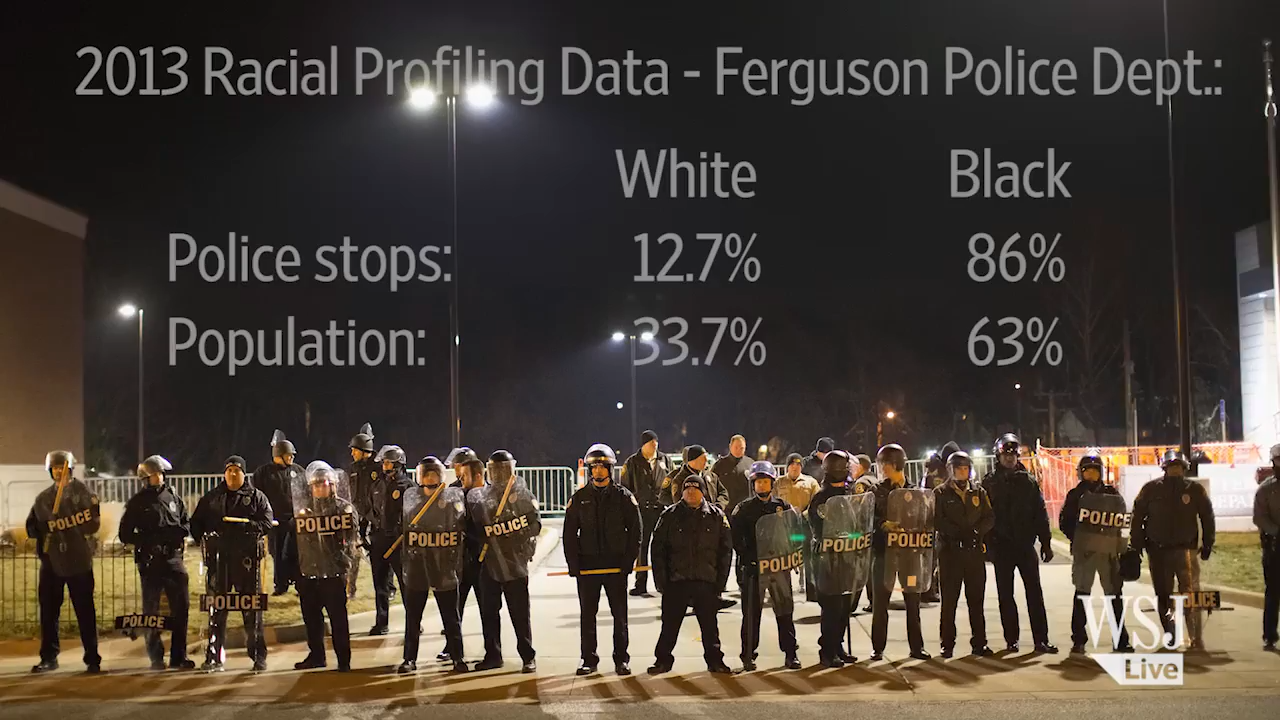 2013 Racial Profiling Data - Ferguson Police Dept.:
White Black
Police stops: 12.7% 86%
Population: 33.7% 63%
POLICE
POLICE
POLICE
POLICE
POLICE
POLICE
POLICE
POLICE
POLICE
POLICE
WSJ
Live